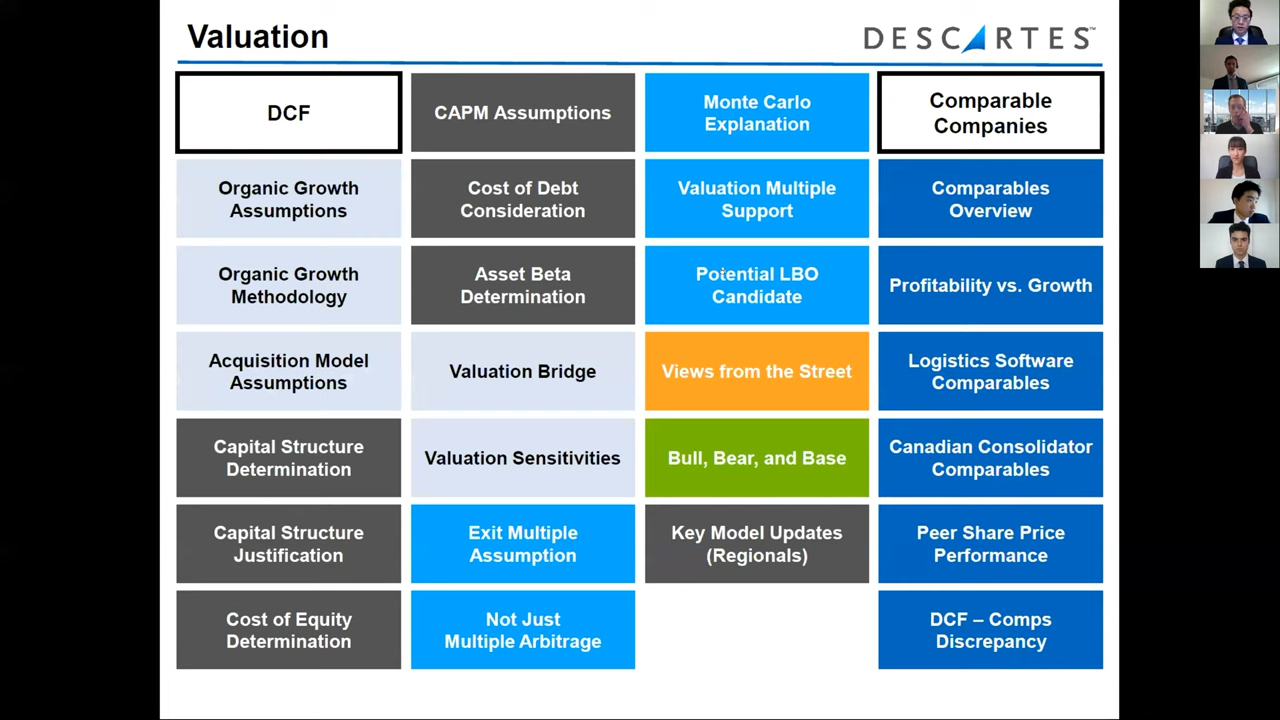 Valuation
DESCARTES™
DCF
CAPM Assumptions
Monte Carlo
Explanation
Comparable
Companies
Organic Growth
Assumptions
Cost of Debt
Consideration
Valuation Multiple
Support
Comparables
Overview
Organic Growth
Methodology
Asset Beta
Determination
Potential LBO
Candidate
Profitability vs. Growth
Acquisition Model
Assumptions
Valuation Bridge
Views from the Street
Logistics Software
Comparables
Capital Structure
Determination
Valuation Sensitivities
Bull, Bear, and Base
Canadian Consolidator
Comparables
Capital Structure
Justification
Exit Multiple
Assumption
Key Model Updates
(Regionals)
Peer Share Price
Performance
Cost of Equity
Determination
Not Just
Multiple Arbitrage
DCF – Comps
Discrepancy